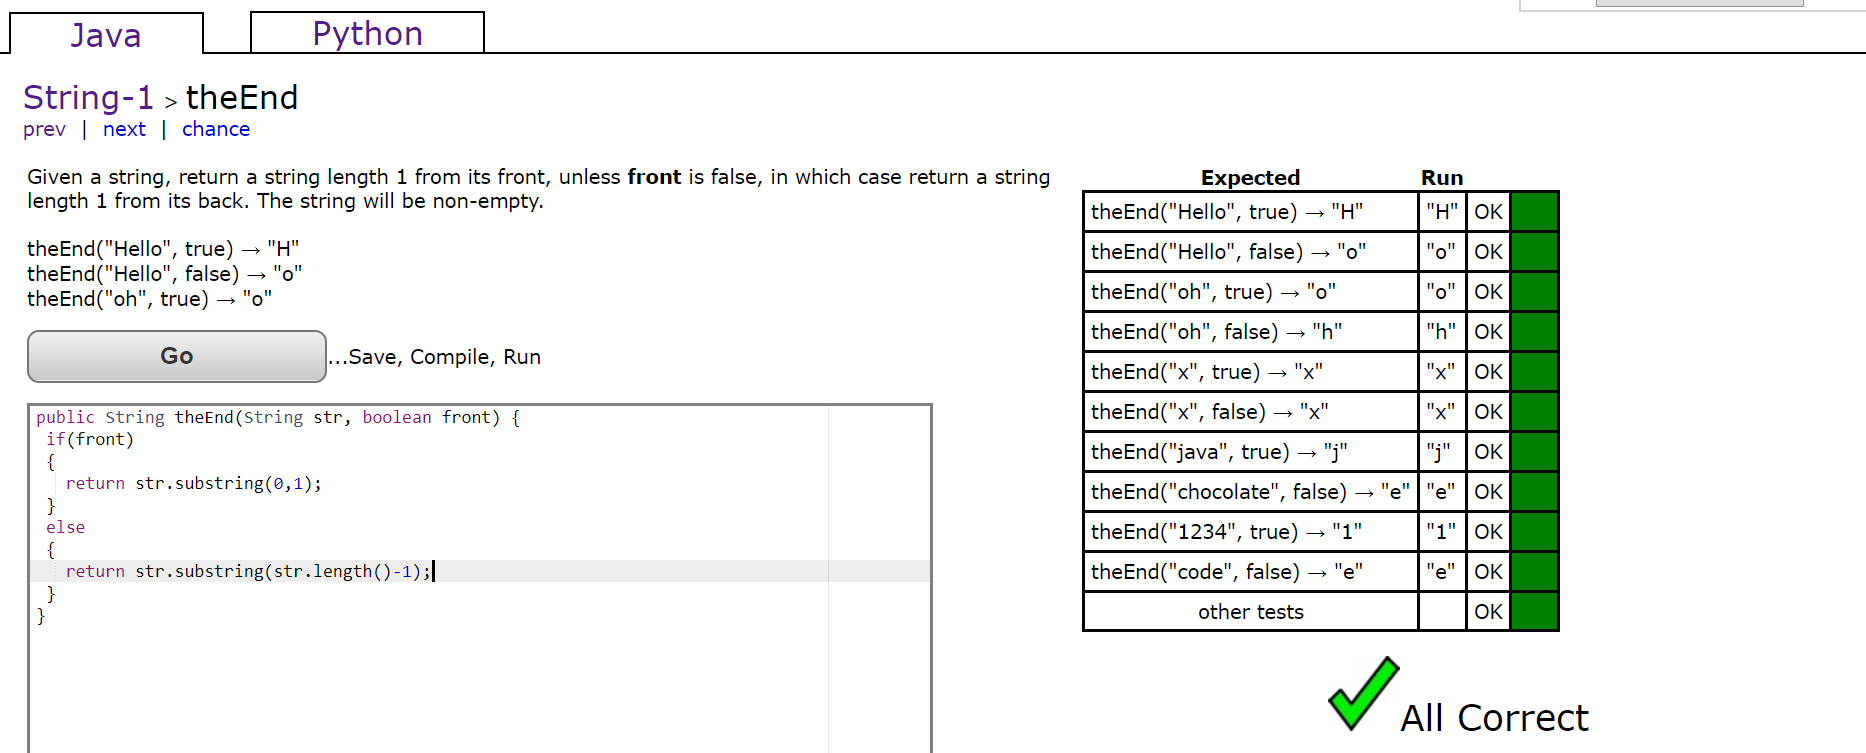 Java
Python
String-1 > theEnd
prev | next | chance
Given a string, return a string length 1 from its front, unless front is false, in which case return a string
length 1 from its back. The string will be non-empty.
theEnd("Hello", true) → "H"
theEnd("Hello", false) → "o"
theEnd("oh", true) → "o"
Go
...Save, Compile, Run
public String theEnd(String str, boolean front) {
if(front)
{
return str.substring(0,1);
}
else
{
return str.substring(str.length()-1);
}
}
Expected Run
theEnd("Hello", true) → "H" "H" OK
theEnd("Hello", false) → "o" "o" OK
theEnd("oh", true) → "o" "o" OK
theEnd("oh", false) → "h" "h" OK
theEnd("x", true) → "x" "x" OK
theEnd("x", false) → "x" "x" OK
theEnd("java", true) → "j" "j" OK
theEnd("chocolate", false) → "e" "e" OK
theEnd("1234", true) → "1" "1" OK
theEnd("code", false) → "e" "e" OK
other tests OK
All Correct